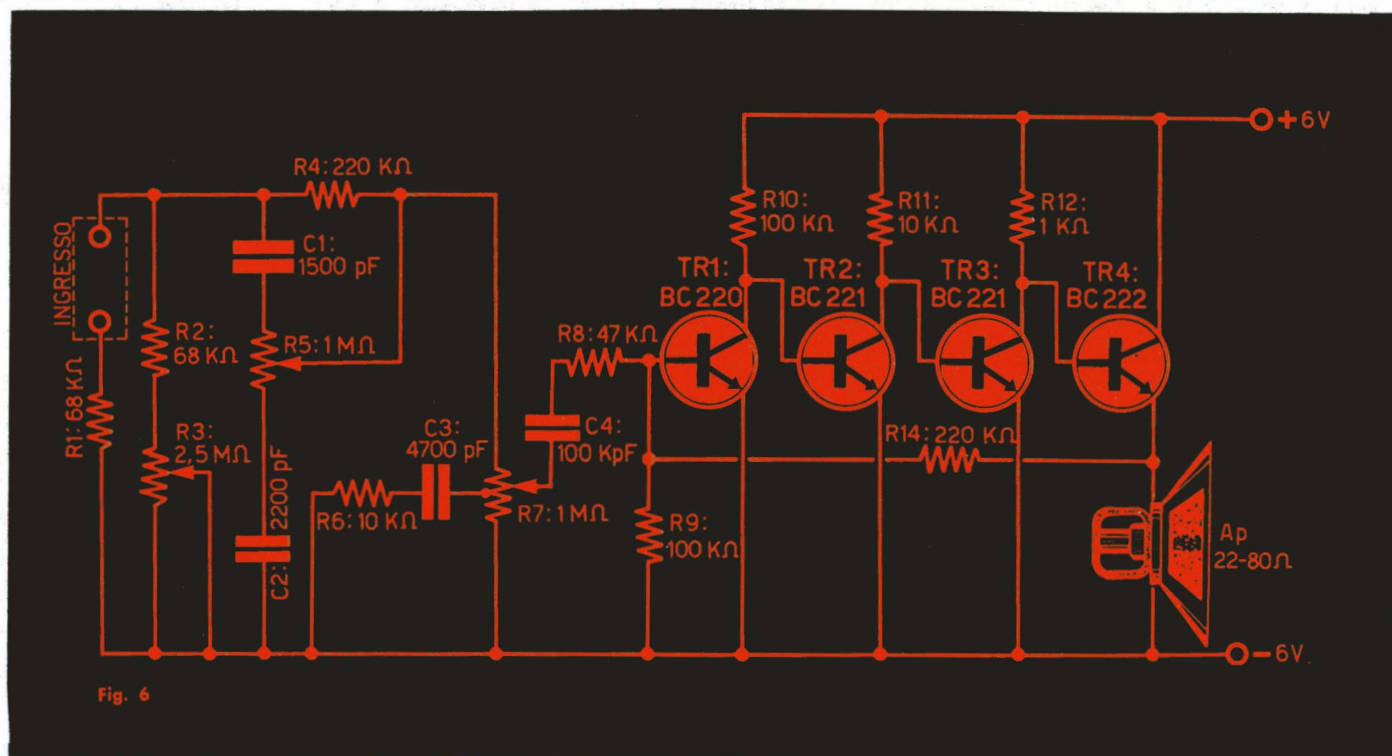 R4: 220 KΩ
+ 6V
R10:
100 KΩ
R11:
10 KΩ
R12:
1 KΩ
INGRESSO
C1:
1500 pF
TR1:
BC 220
TR2:
BC 221
TR3:
BC 221
TR4:
BC 222
R2:
68 KΩ
R5: 1 MΩ
R8: 47 KΩ
R1: 68 KΩ
R3:
2,5 MΩ
C3:
4700 pF
C4:
100 KpF
R14: 220 KΩ
C2: 2200 pF
R6: 10 KΩ
R7: 1 MΩ
R9:
100 KΩ
Ap
22-80Ω
- 6V
Fig. 6